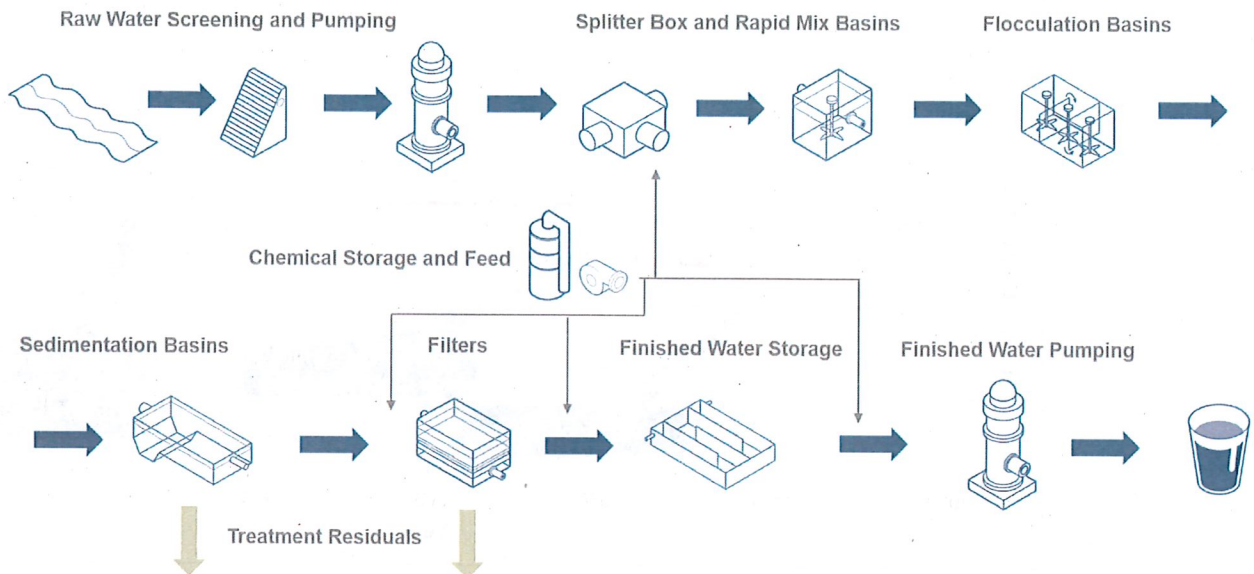 Raw Water Screening and Pumping
Splitter Box and Rapid Mix Basins
Flocculation Basins
Chemical Storage and Feed
Sedimentation Basins
Filters
Finished Water Storage
Finished Water Pumping
Treatment Residuals